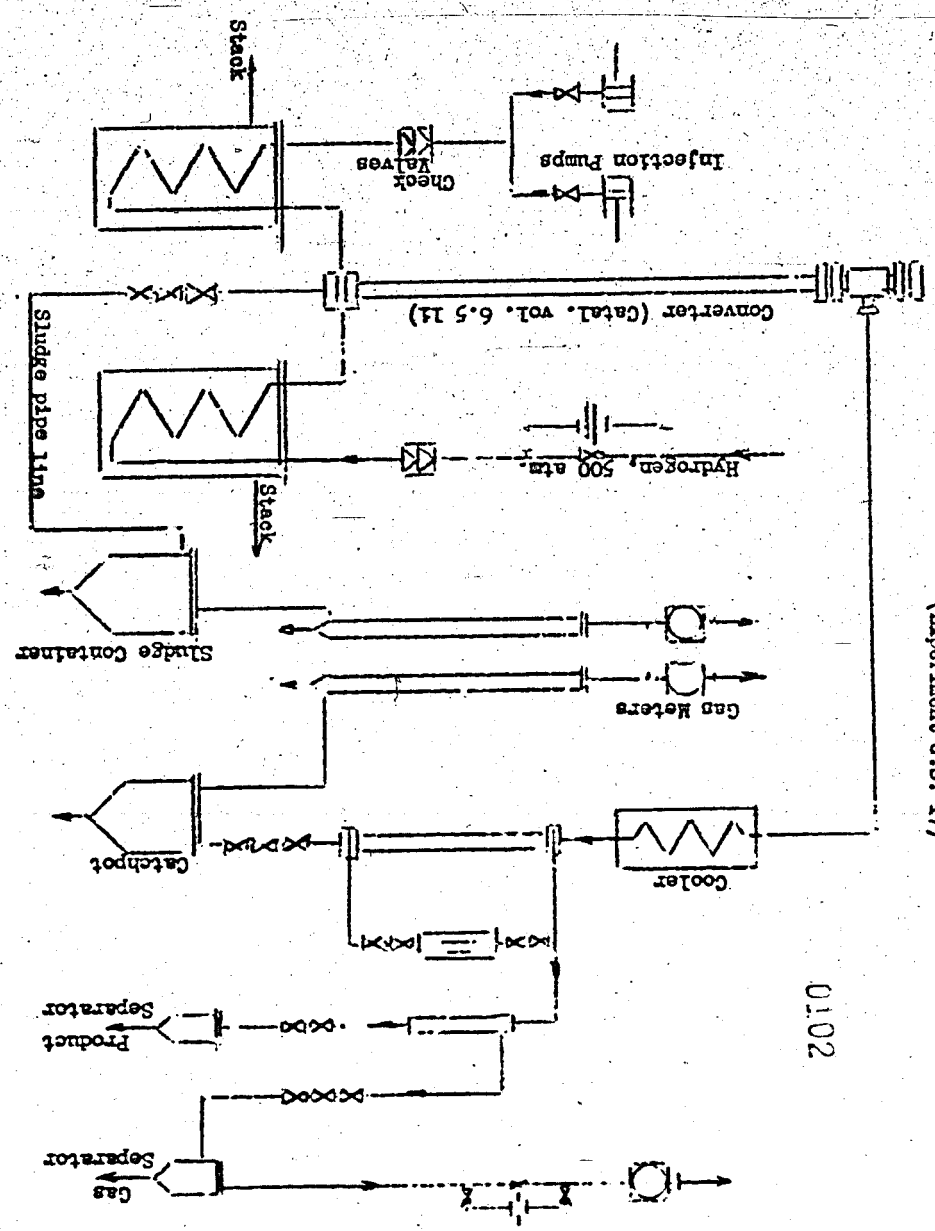 Stack
Injection Pumps
Check
Valves
Converter (Catal. vol. 6.5 11)
Sludge pipe line
Hydrogen, 500 atm.
Stack
Sludge Container
Gas Meters
Catchpot
Cooler
Product
Separator
0102
Gas
Separator